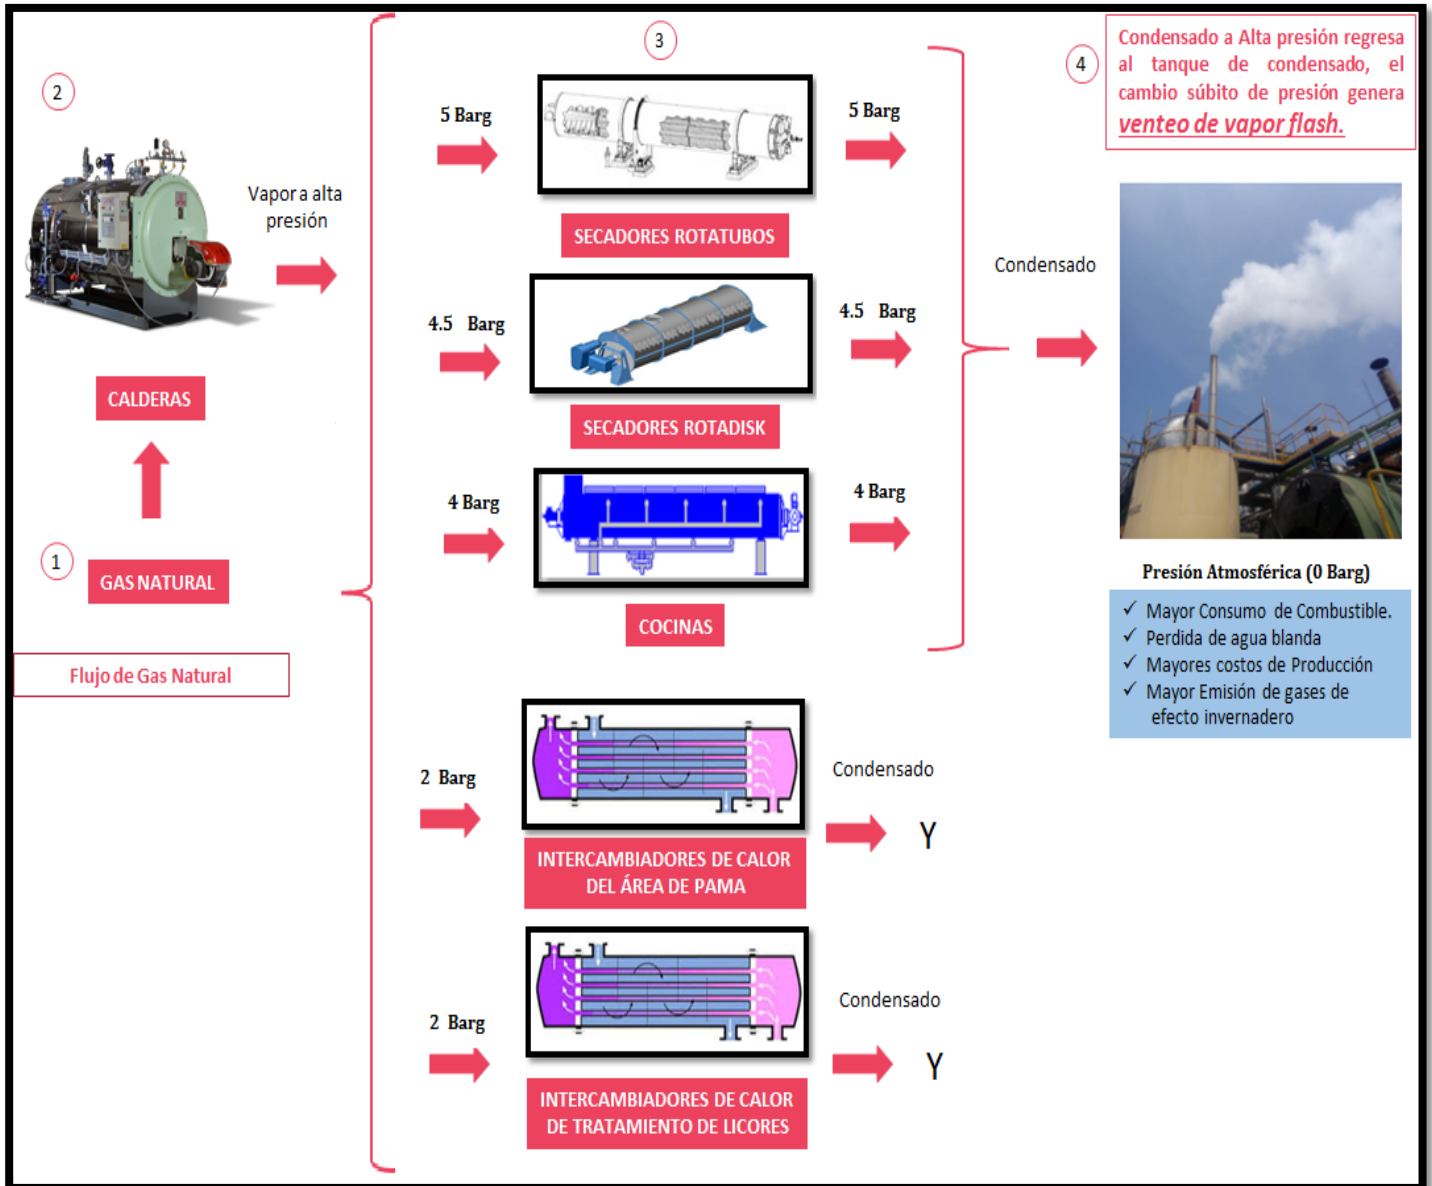 2
Vapor a alta
presión
CALDERAS
1
GAS NATURAL
Flujo de Gas Natural
3
5 Barg
5 Barg
SECADORES ROTATUBOS
4.5 Barg
4.5 Barg
SECADORES ROTADISK
4 Barg
4 Barg
COCINAS
2 Barg
Condensado
Y
INTERCAMBIADORES DE CALOR
DEL ÁREA DE PAMA
2 Barg
Condensado
Y
INTERCAMBIADORES DE CALOR
DE TRATAMIENTO DE LICORES
Condensado
4
Condensado a Alta presión regresa
al tanque de condensado, el
cambio súbito de presión genera
venteo de vapor flash.
Presión Atmosférica (0 Barg)
✓ Mayor Consumo de Combustible.
✓ Perdida de agua blanda
✓ Mayores costos de Producción
✓ Mayor Emisión de gases de
efecto invernadero